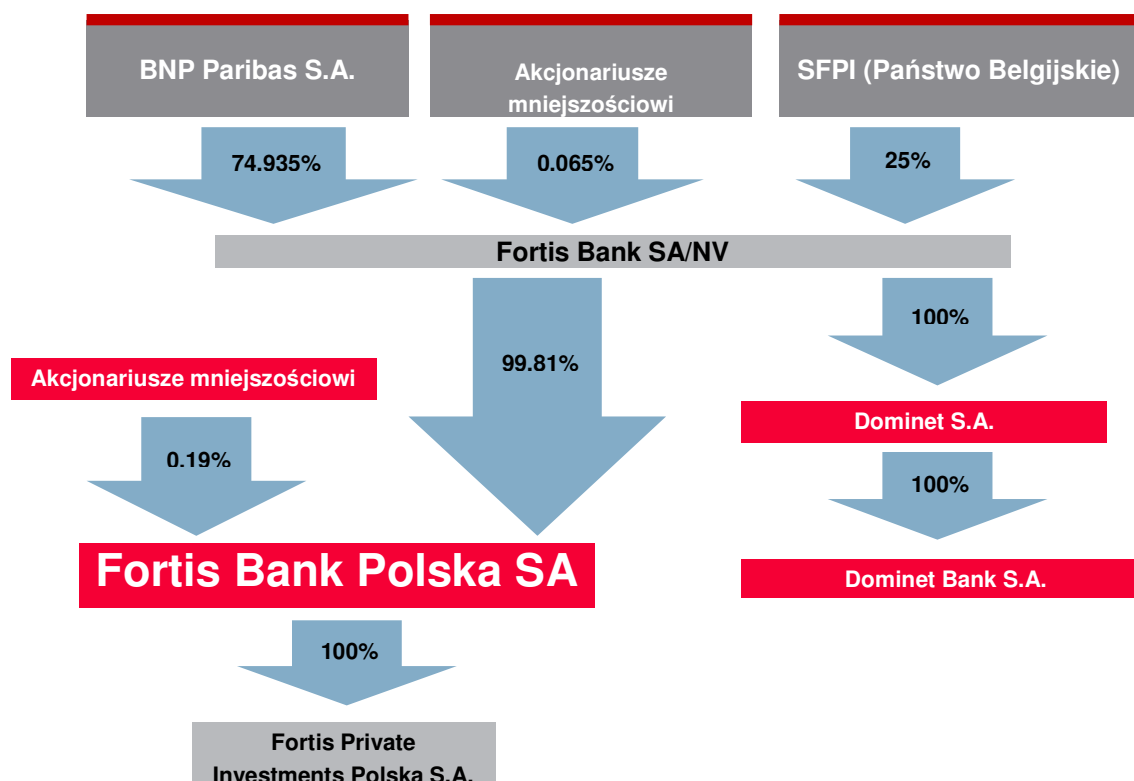 BNP Paribas S.A.
Akcjonariusze
mniejszościowi
SFPI (Państwo Belgijskie)
74.935%
0.065%
25%
Fortis Bank SA/NV
100%
99.81%
Akcjonariusze mniejszościowi
Dominet S.A.
0.19%
100%
Fortis Bank Polska SA
Dominet Bank S.A.
100%
Fortis Private
Investments Polska S.A.